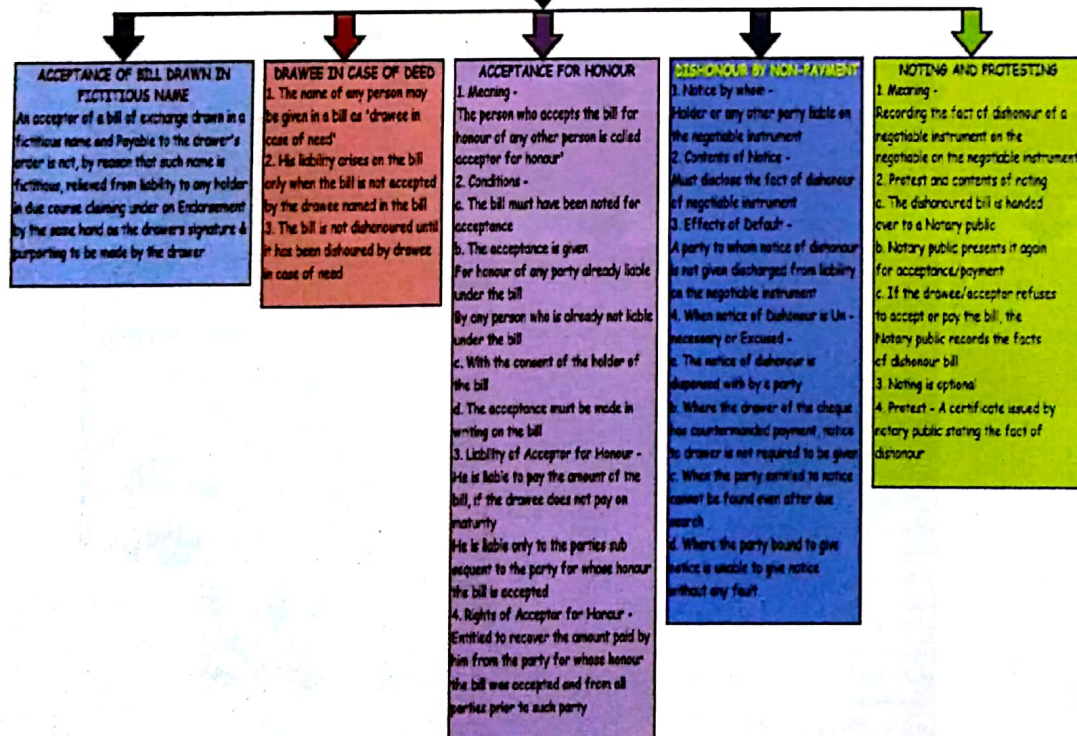 ACCEPTANCE OF BILL DRAWN IN
FICTITIOUS NAME
An acceptor of a bill of exchange drawn in a
fictitious name and Payable to the drawer's
order is not, by reason that such name is
fictitious, relieved from liability to any holder
in due course claiming under an Endorsement
by the same hand as the drawers signature &
purporting to be made by the drawer
DRAWEE IN CASE OF DEED
1. The name of any person may
be given in a bill as 'drawee in
case of need'
2. His liability arises on the bill
only when the bill is not accepted
by the drawee named in the bill
3. The bill is not dishonoured until
it has been dishoured by drawee
in case of need
ACCEPTANCE FOR HONOUR
1. Meaning -
The person who accepts the bill for
honour of any other person is called
acceptor for honour'
2. Conditions -
a. The bill must have been noted for
acceptance
b. The acceptance is given
For honour of any party already liable
under the bill
By any person who is already not liable
under the bill
c. With the consent of the holder of
the bill
d. The acceptance must be made in
writing on the bill
3. Liability of Acceptor for Honour -
He is liable to pay the amount of the
bill, if the drawee does not pay on
maturity
He is liable only to the parties sub
sequent to the party for whose honour
the bill is accepted
4. Rights of Acceptor for Honour -
Entitled to recover the amount paid by
him from the party for whose honour
the bill was accepted and from all
parties prior to such party
DISHONOUR BY NON-PAYMENT
1. Notice by whom -
Holder or any other party liable on
the negotiable instrument
2. Contents of Notice -
Must disclose the fact of dishonour
of negotiable instrument
3. Effects of Default -
A party to whom notice of dishonour
is not given discharged from liability
on the negotiable instrument
4. When notice of Dishonour is Un -
necessary or Excused -
a. The notice of dishonour is
dispensed with by a party
b. Where the drawer of the cheque
has countermanded payment, notice
to drawer is not required to be given
c. When the party entitled to notice
cannot be found even after due
search
d. Where the party bound to give
notice is unable to give notice
without any fault
NOTING AND PROTESTING
1. Meaning -
Recording the fact of dishonour of a
negotiable instrument on the
negotiable on the negotiable instrument
2. Protest and contents of noting
a. The dishonoured bill is handed
over to a Notary public
b. Notary public presents it again
for acceptance/payment
c. If the drawee/acceptor refuses
to accept or pay the bill, the
Notary public records the facts
of dishonour bill
3. Noting is optional
4. Protest - A certificate issued by
notary public stating the fact of
dishonour